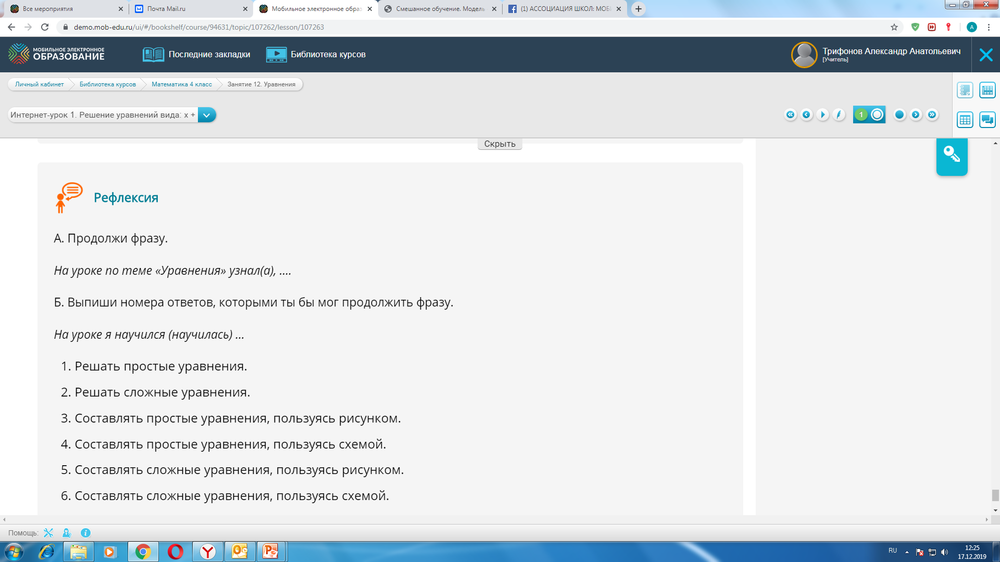 Все мероприятия
Почта Mail.ru
Мобильное электронное обра
Смешанное обучение. Модель
(1) АССОЦИАЦИЯ ШКОЛ: МОБ
demo.mob-edu.ru/ui/#/bookshelf/course/94631/topic/107262/lesson/107263
A
МОБИЛЬНОЕ ЭЛЕКТРОННОЕ
ОБРАЗОВАНИЕ
Последние закладки
Библиотека курсов
Трифонов Александр Анатольевич
[Учитель]
Личный кабинет
Библиотека курсов
Математика 4 класс
Занятие 12. Уравнения
Интернет-урок 1. Решение уравнений вида: х +
1
Скрыть
Рефлексия
А. Продолжи фразу.
На уроке по теме «Уравнения» узнал(а), ....
Б. Выпиши номера ответов, которыми ты бы мог продолжить фразу.
На уроке я научился (научилась) ...
1. Решать простые уравнения.
2. Решать сложные уравнения.
3. Составлять простые уравнения, пользуясь рисунком.
4. Составлять простые уравнения, пользуясь схемой.
5. Составлять сложные уравнения, пользуясь рисунком.
6. Составлять сложные уравнения, пользуясь схемой.
Помощь:
RU
12:25
17.12.2019